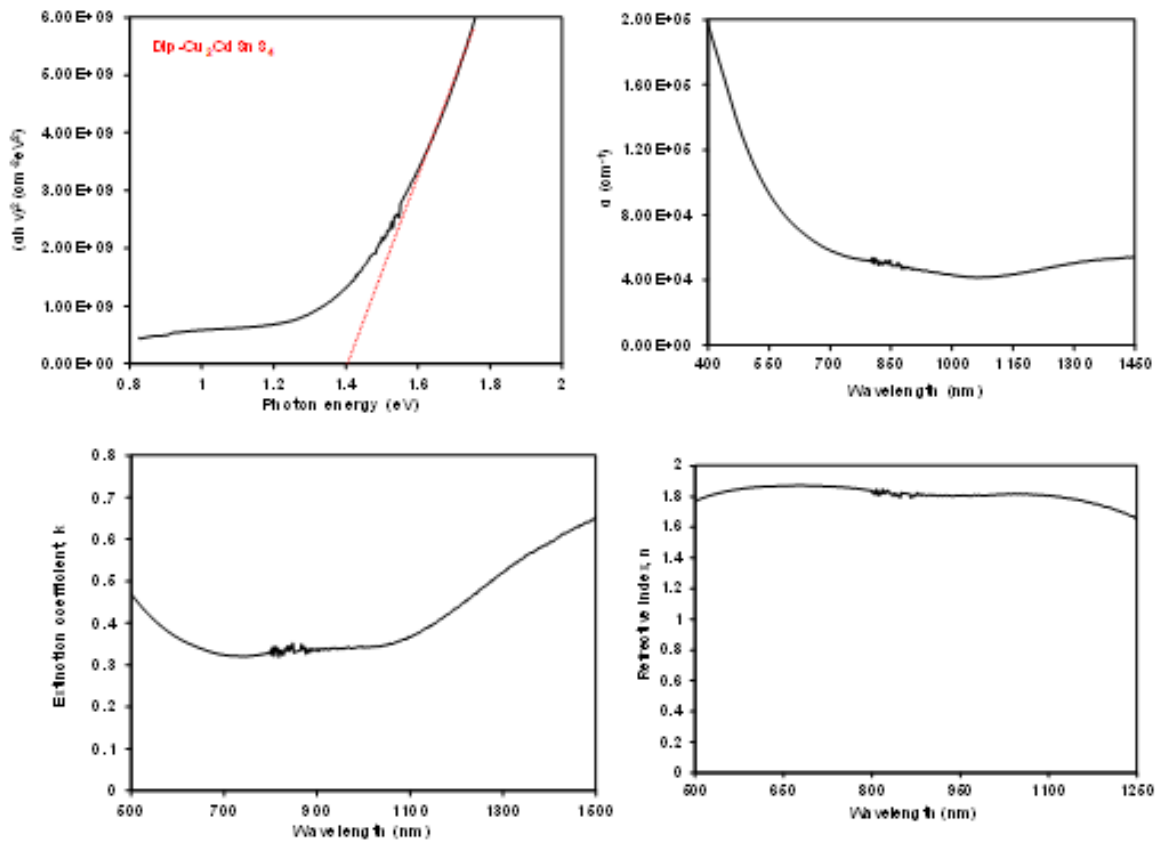 6.00E+09
5.00E+09
4.00E+09
3.00E+09
2.00E+09
1.00E+09
0.00E+00
(αhν)² (cm⁻²eV²)
Dip-Cu₂CdSnS₄
0.8 1 1.2 1.4 1.6 1.8 2
Photon energy (eV)
2.00E+05
1.60E+05
1.20E+05
8.00E+04
4.00E+04
0.00E+00
α (cm⁻¹)
400 550 700 850 1000 1150 1300 1450
Wavelength (nm)
0.8
0.7
0.6
0.5
0.4
0.3
0.2
0.1
0
Extinction coefficient, k
500 700 900 1100 1300 1500
Wavelength (nm)
2
1.8
1.6
1.4
1.2
1
0.8
0.6
0.4
0.2
0
Refrective index, n
500 650 800 950 1100 1250
Wavelength (nm)